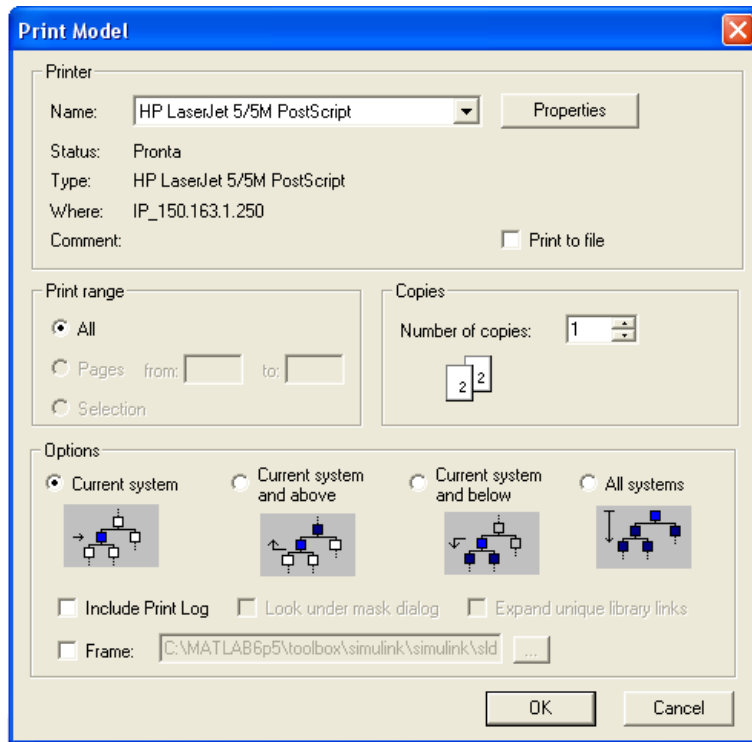 Print Model
Printer
Name: HP LaserJet 5/5M PostScript Properties
Status: Pronta
Type: HP LaserJet 5/5M PostScript
Where: IP_150.163.1.250
Comment: Print to file
Print range Copies
All Number of copies: 1
Pages from: to:
2 2
Selection
Options
Current system Current system and above Current system and below All systems
Include Print Log Look under mask dialog Expand unique library links
Frame: C:\MATLAB6p5\toolbox\simulink\simulink\sld ...
OK Cancel